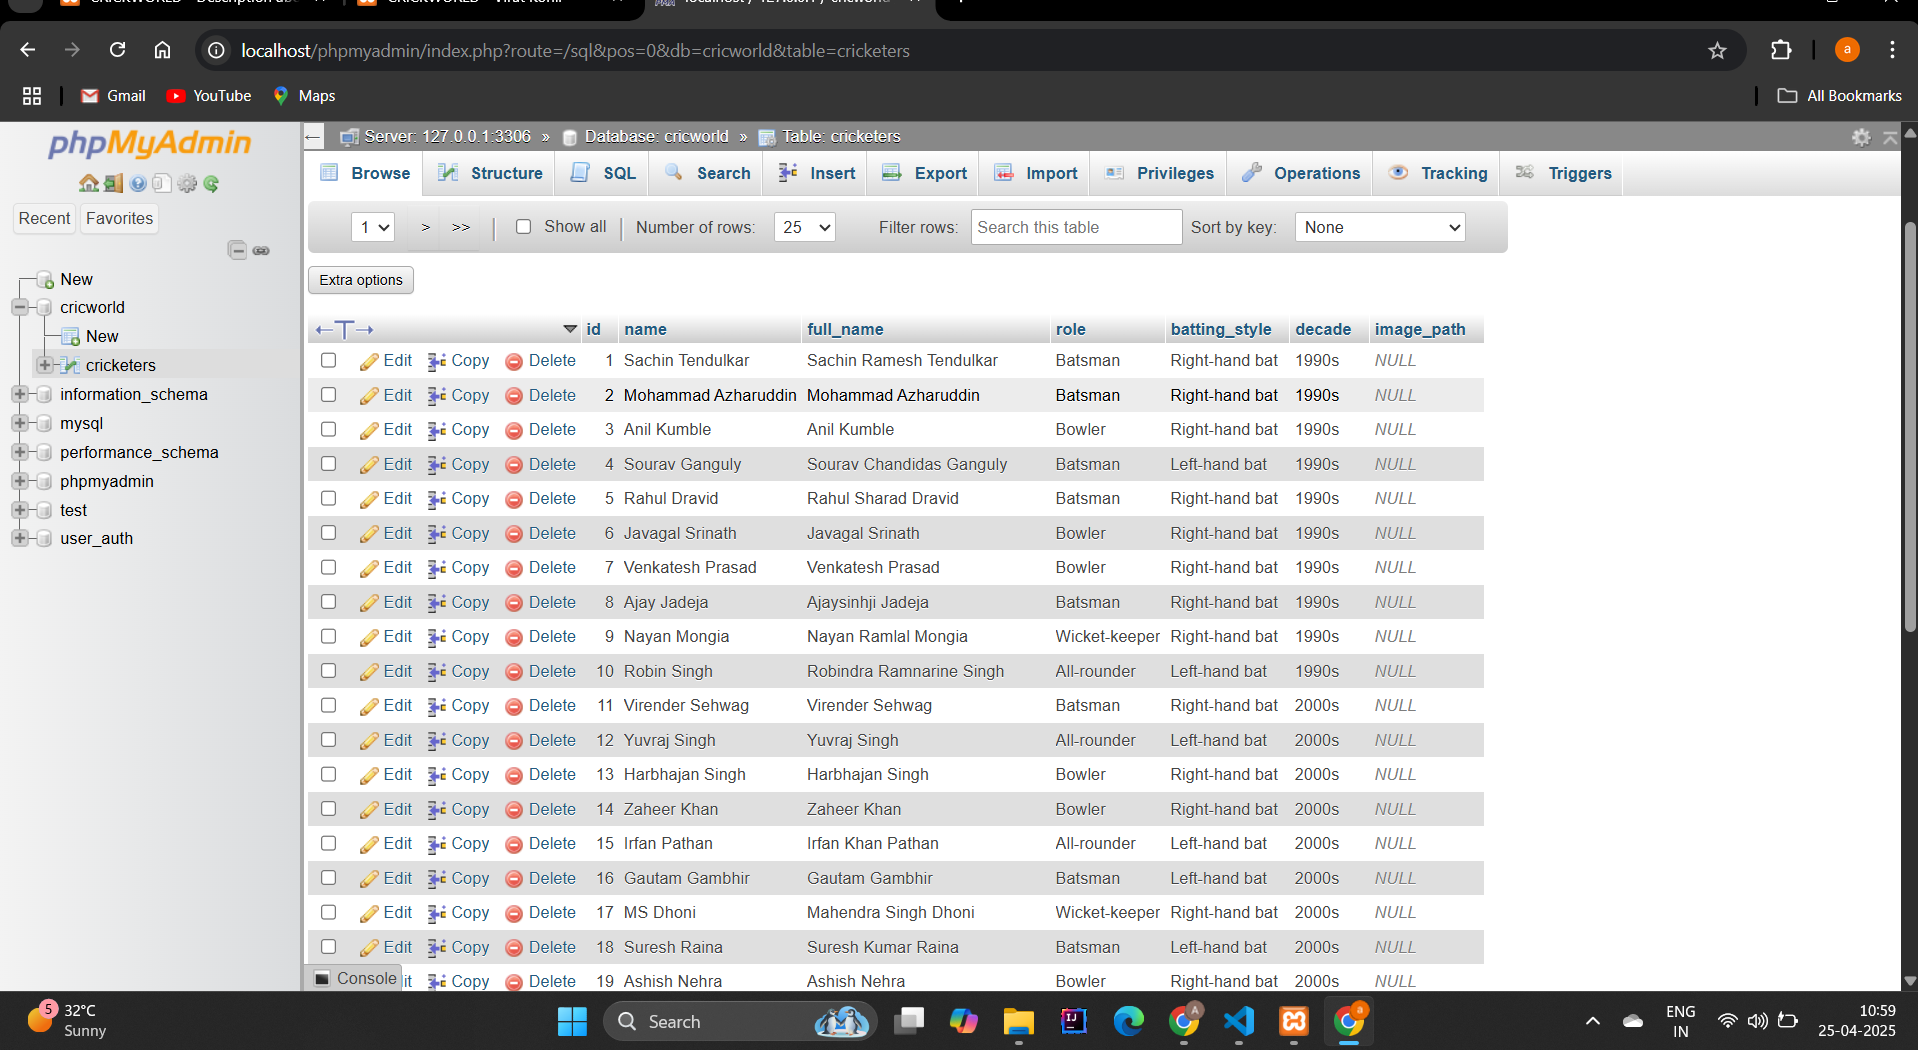 localhost/phpmyadmin/index.php?route=/sql&pos=0&db=cricworld&table=cricketers
a
Gmail YouTube Maps All Bookmarks
phpMyAdmin
Recent Favorites
New
cricworld
New
cricketers
information_schema
mysql
performance_schema
phpmyadmin
test
user_auth
Server: 127.0.0.1:3306 » Database: cricworld » Table: cricketers
Browse Structure SQL Search Insert Export Import Privileges Operations Tracking Triggers
1 > >> | Show all | Number of rows: 25 Filter rows: Search this table Sort by key: None
Extra options
←T→ id name full_name role batting_style decade image_path
Edit Copy Delete 1 Sachin Tendulkar Sachin Ramesh Tendulkar Batsman Right-hand bat 1990s NULL
Edit Copy Delete 2 Mohammad Azharuddin Mohammad Azharuddin Batsman Right-hand bat 1990s NULL
Edit Copy Delete 3 Anil Kumble Anil Kumble Bowler Right-hand bat 1990s NULL
Edit Copy Delete 4 Sourav Ganguly Sourav Chandidas Ganguly Batsman Left-hand bat 1990s NULL
Edit Copy Delete 5 Rahul Dravid Rahul Sharad Dravid Batsman Right-hand bat 1990s NULL
Edit Copy Delete 6 Javagal Srinath Javagal Srinath Bowler Right-hand bat 1990s NULL
Edit Copy Delete 7 Venkatesh Prasad Venkatesh Prasad Bowler Right-hand bat 1990s NULL
Edit Copy Delete 8 Ajay Jadeja Ajaysinhji Jadeja Batsman Right-hand bat 1990s NULL
Edit Copy Delete 9 Nayan Mongia Nayan Ramlal Mongia Wicket-keeper Right-hand bat 1990s NULL
Edit Copy Delete 10 Robin Singh Robindra Ramnarine Singh All-rounder Left-hand bat 1990s NULL
Edit Copy Delete 11 Virender Sehwag Virender Sehwag Batsman Right-hand bat 2000s NULL
Edit Copy Delete 12 Yuvraj Singh Yuvraj Singh All-rounder Left-hand bat 2000s NULL
Edit Copy Delete 13 Harbhajan Singh Harbhajan Singh Bowler Right-hand bat 2000s NULL
Edit Copy Delete 14 Zaheer Khan Zaheer Khan Bowler Right-hand bat 2000s NULL
Edit Copy Delete 15 Irfan Pathan Irfan Khan Pathan All-rounder Left-hand bat 2000s NULL
Edit Copy Delete 16 Gautam Gambhir Gautam Gambhir Batsman Left-hand bat 2000s NULL
Edit Copy Delete 17 MS Dhoni Mahendra Singh Dhoni Wicket-keeper Right-hand bat 2000s NULL
Edit Copy Delete 18 Suresh Raina Suresh Kumar Raina Batsman Left-hand bat 2000s NULL
Copy Delete 19 Ashish Nehra Ashish Nehra Bowler Right-hand bat 2000s NULL
Console
5 32°C
Sunny
Search
ENG
IN
10:59
25-04-2025